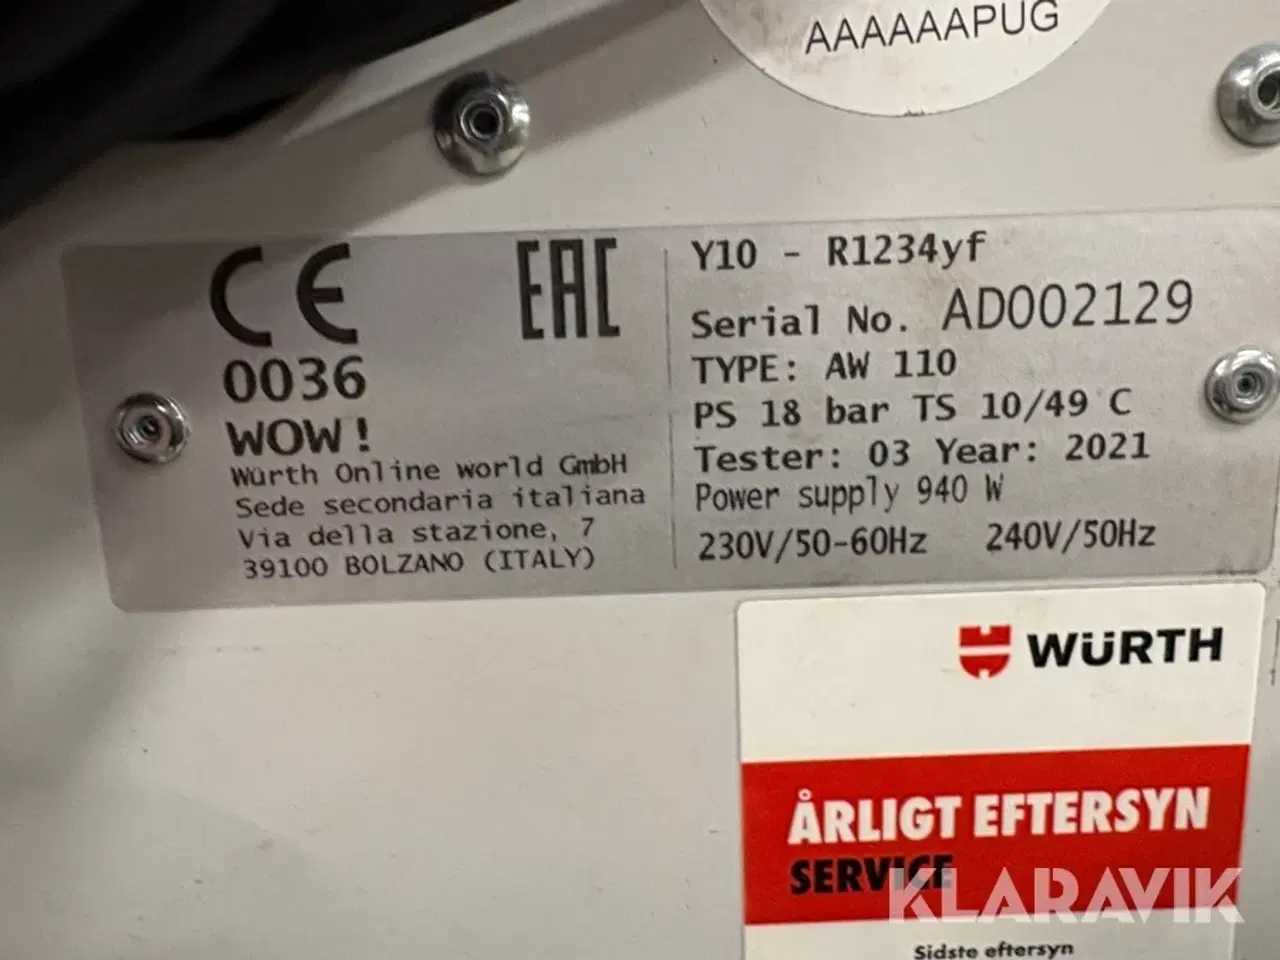 AAAAAAPUG
CE
0036
WOW!
Würth Online world GmbH
Sede secondaria italiana
Via della stazione, 7
39100 BOLZANO (ITALY)
EAC
Y10 - R1234yf
Serial No. AD002129
TYPE: AW 110
PS 18 bar TS 10/49 C
Tester: 03 Year: 2021
Power supply 940 W
230V/50-60Hz 240V/50Hz
WÜRTH
ÅRLIGT EFTERSYN
SERVICE
KLARAVIK
Sidste eftersyn